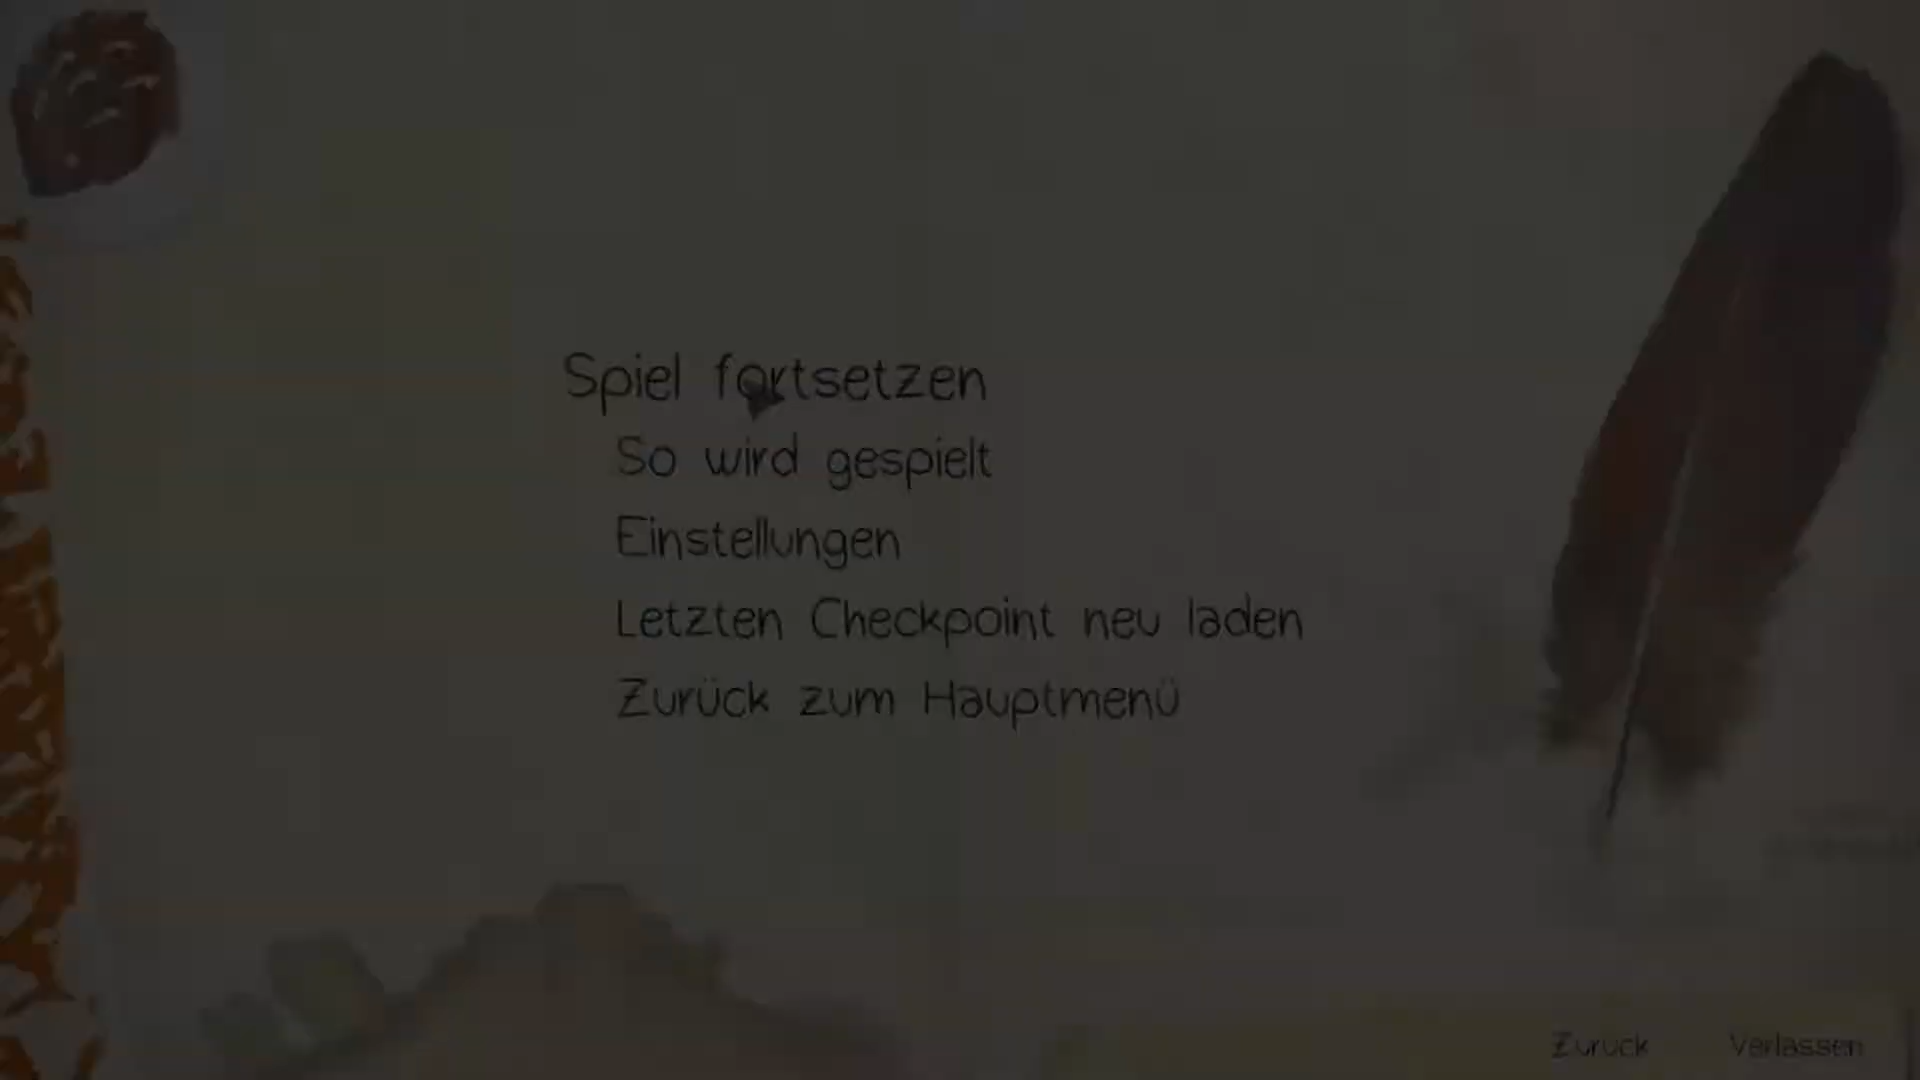 Spiel fortsetzen
So wird gespielt
Einstellungen
Letzten Checkpoint neu laden
Zurück zum Hauptmenü
Zurück Verlassen